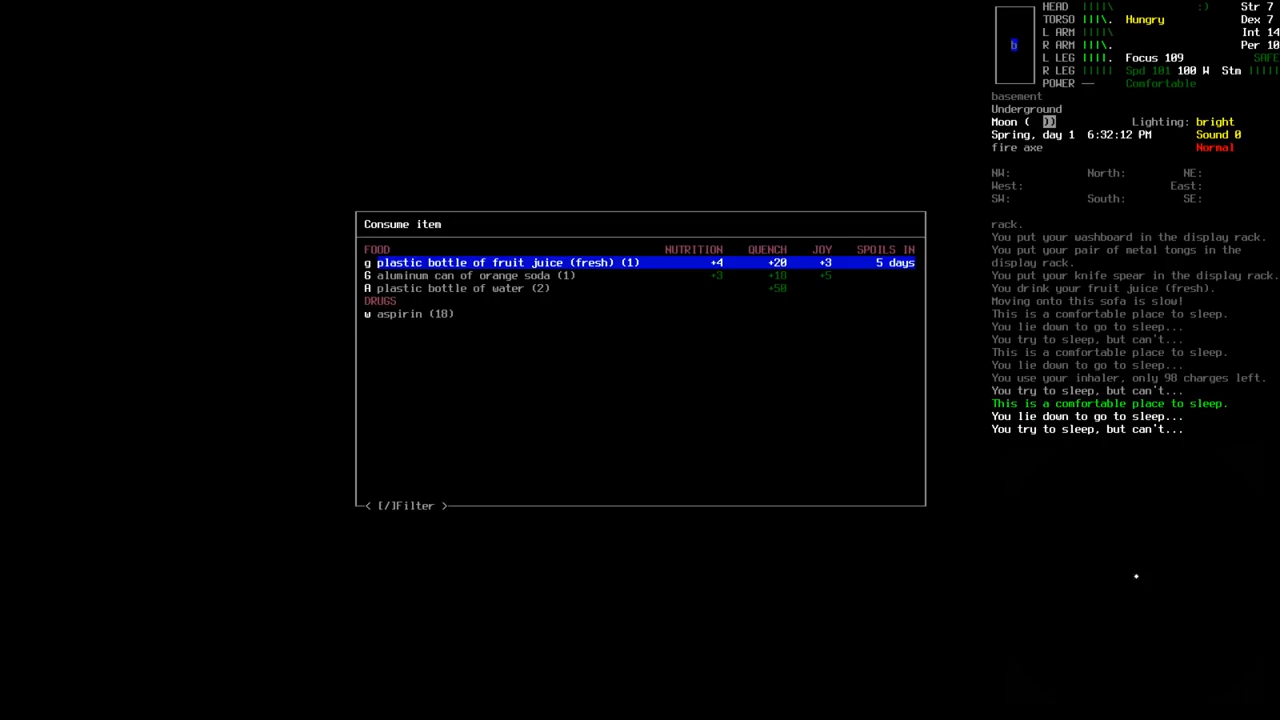 HEAD ||||\ :) Str 7
TORSO |||\. Hungry Dex 7
L ARM ||||\ Int 14
R ARM |||\. Per 10
b
L LEG ||||. Focus 109 SAFE
R LEG ||||| Spd 101 100 W Stm |||||
POWER —— Comfortable
basement
Underground
Moon (  )) Lighting: bright
Spring, day 1 6:32:12 PM Sound 0
fire axe Normal
NW: North: NE:
West: East:
SW: South: SE:
rack.
You put your washboard in the display rack.
You put your pair of metal tongs in the
display rack.
You put your knife spear in the display rack.
You drink your fruit juice (fresh).
Moving onto this sofa is slow!
This is a comfortable place to sleep.
You lie down to go to sleep...
You try to sleep, but can't...
This is a comfortable place to sleep.
You lie down to go to sleep...
You use your inhaler, only 98 charges left.
You try to sleep, but can't...
This is a comfortable place to sleep.
You lie down to go to sleep...
You try to sleep, but can't...
Consume item
FOOD NUTRITION QUENCH JOY SPOILS IN
g plastic bottle of fruit juice (fresh) (1) +4 +20 +3 5 days
G aluminum can of orange soda (1) +3 +18 +5
A plastic bottle of water (2) +50
DRUGS
w aspirin (18)
< [/]Filter >